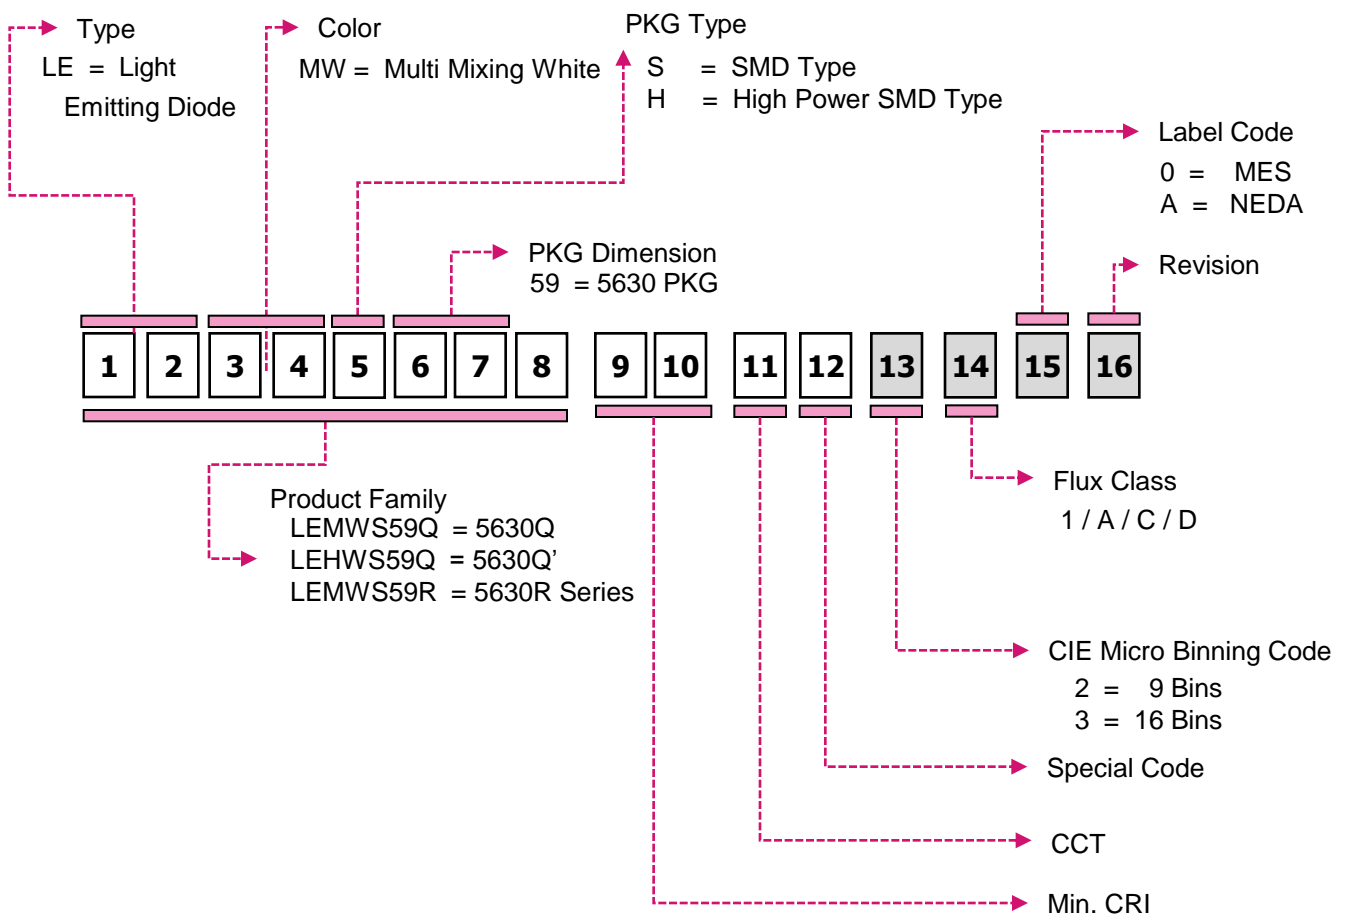 Type
LE = Light
Emitting Diode
Color
MW = Multi Mixing White
PKG Type
S = SMD Type
H = High Power SMD Type
Label Code
0 = MES
A = NEDA
PKG Dimension
59 = 5630 PKG
Revision
1 2 3 4 5 6 7 8 9 10 11 12 13 14 15 16
Product Family
LEMWS59Q = 5630Q
LEHWS59Q = 5630Q’
LEMWS59R = 5630R Series
Flux Class
1 / A / C / D
CIE Micro Binning Code
2 = 9 Bins
3 = 16 Bins
Special Code
CCT
Min. CRI